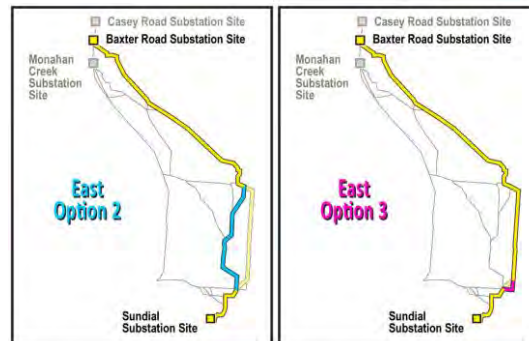 Casey Road Substation Site
Baxter Road Substation Site
Monahan
Creek
Substation
Site
East
Option 2
Sundial
Substation Site
Casey Road Substation Site
Baxter Road Substation Site
Monahan
Creek
Substation
Site
East
Option 3
Sundial
Substation Site